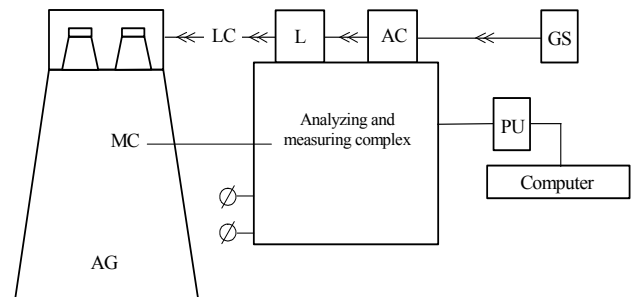 LC
L
AC
GS
Analyzing and
measuring complex
MC
PU
Computer
AG